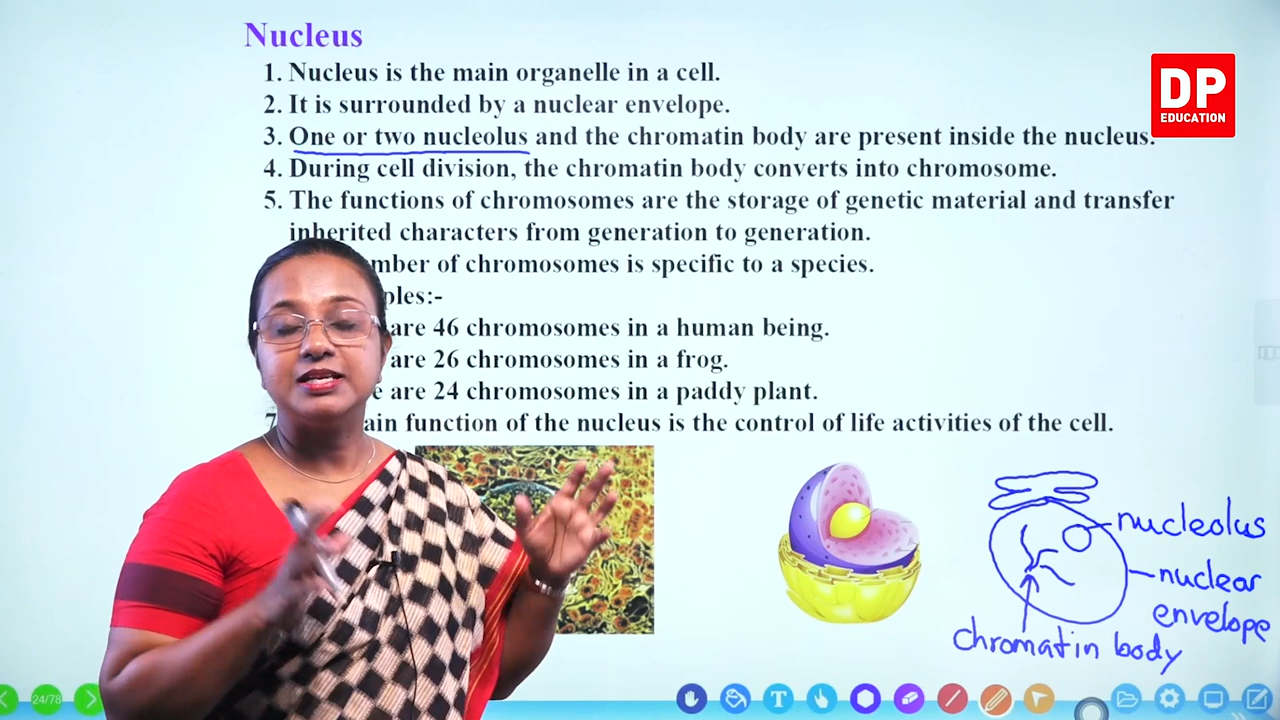 Nucleus
1. Nucleus is the main organelle in a cell.
2. It is surrounded by a nuclear envelope.
3. One or two nucleolus and the chromatin body are present inside the nucleus.
4. During cell division, the chromatin body converts into chromosome.
5. The functions of chromosomes are the storage of genetic material and transfer
inherited characters from generation to generation.
of chromosomes is specific to a species.
are 46 chromosomes in a human being.
are 26 chromosomes in a frog.
are 24 chromosomes in a paddy plant.
function of the nucleus is the control of life activities of the cell.
DP
EDUCATION
nucleolus
nuclear
envelope
chromatin body
24/78
T